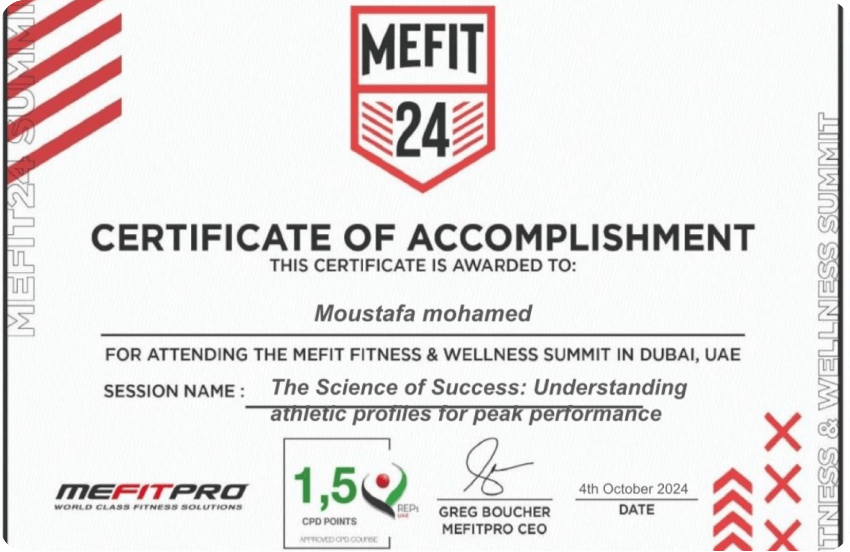 MEFIT
24
MEFIT24 SUMMIT
CERTIFICATE OF ACCOMPLISHMENT
THIS CERTIFICATE IS AWARDED TO:
Moustafa mohamed
FOR ATTENDING THE MEFIT FITNESS & WELLNESS SUMMIT IN DUBAI, UAE
SESSION NAME : The Science of Success: Understanding
athletic profiles for peak performance
MEFITPRO
WORLD CLASS FITNESS SOLUTIONS
1,5
CPD POINTS
REPs
UAE
APPROVED CPD COURSE
GREG BOUCHER
MEFITPRO CEO
4th October 2024
DATE
TNESS & WELLNESS SUMMIT